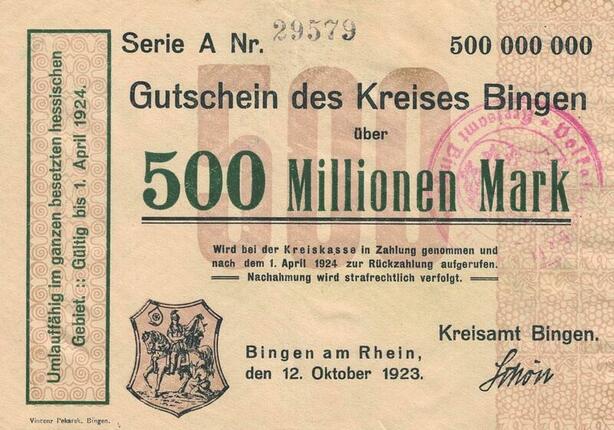 Serie A Nr. 29579
500 000 000
Gutschein des Kreises Bingen
über
500 Millionen Mark
500
Wird bei der Kreiskasse in Zahlung genommen und
nach dem 1. April 1924 zur Rückzahlung aufgerufen.
Nachahmung wird strafrechtlich verfolgt.
Umlauffähig im ganzen besetzten hessischen
Gebiet. :: Gültig bis 1. April 1924.
Kreisamt Bingen.
Bingen am Rhein,
den 12. Oktober 1923.
Schön
Vincenz Pekarek, Bingen.
Kreisamt